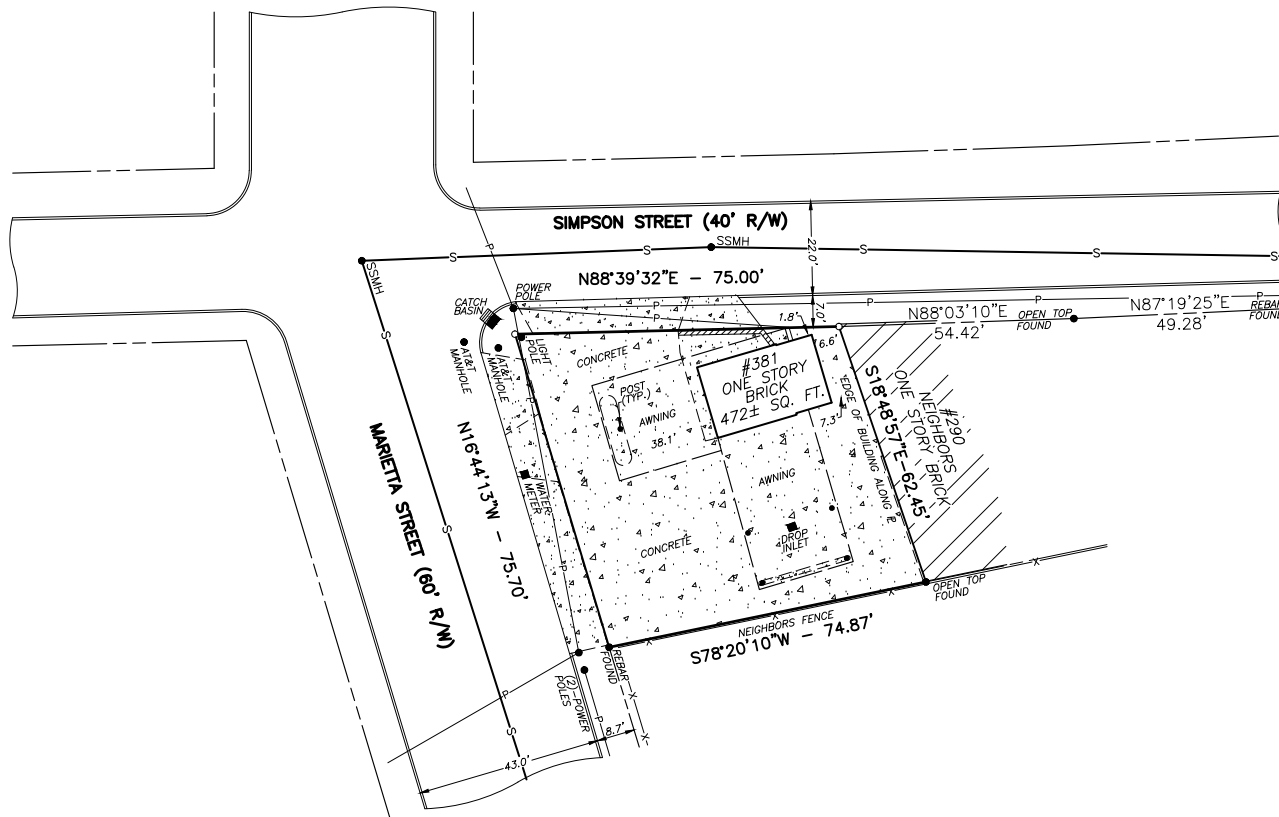 SIMPSON STREET (40' R/W)
S
S
SSMH
S
S
S
SSMH
22.0'
N88°39'32"E - 75.00'
P
POWER
POLE
P
P
P
CATCH
BASIN
7.0'
N88°03'10"E
54.42'
OPEN TOP
FOUND
N87°19'25"E
49.28'
REBAR
FOUND
1.8'
6.6'
AT&T
MANHOLE
AT&T
MANHOLE
LIGHT
POLE
P
CONCRETE
#381
ONE STORY
BRICK
472± SQ. FT.
POST
(TYP.)
AWNING
38.1'
7.3'
EDGE OF BUILDING ALONG ⅊
S18°48'57"E-62.45'
#290
NEIGHBORS
ONE STORY BRICK
S
MARIETTA STREET (60' R/W)
N16°44'13"W - 75.70'
WATER
METER
AWNING
DROP
INLET
CONCRETE
S
P
X
OPEN TOP
FOUND
X
X
X
NEIGHBORS FENCE
S78°20'10"W - 74.87'
REBAR
FOUND
(2)-POWER
POLES
X
P
S
P
X
8.7'
43.0'